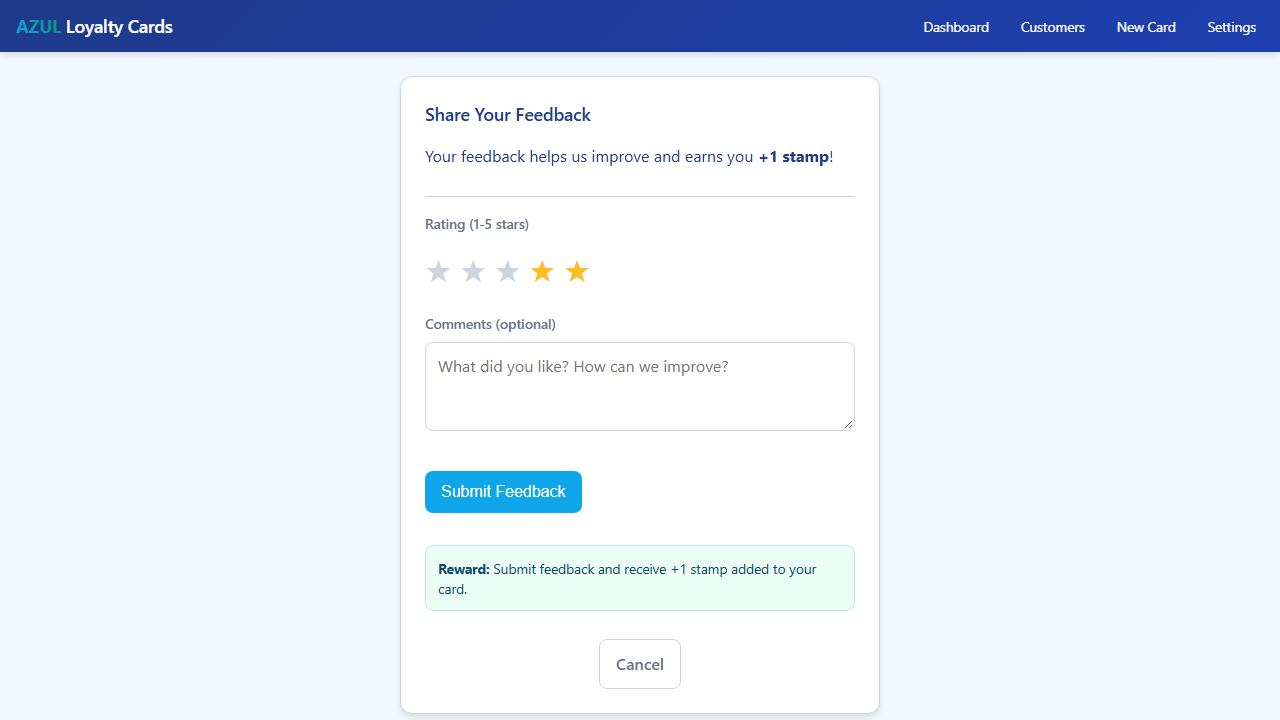 AZUL Loyalty Cards
Dashboard
Customers
New Card
Settings
Share Your Feedback
Your feedback helps us improve and earns you +1 stamp!
Rating (1-5 stars)
★ ★ ★ ★ ★
Comments (optional)
What did you like? How can we improve?
Submit Feedback
Reward: Submit feedback and receive +1 stamp added to your
card.
Cancel